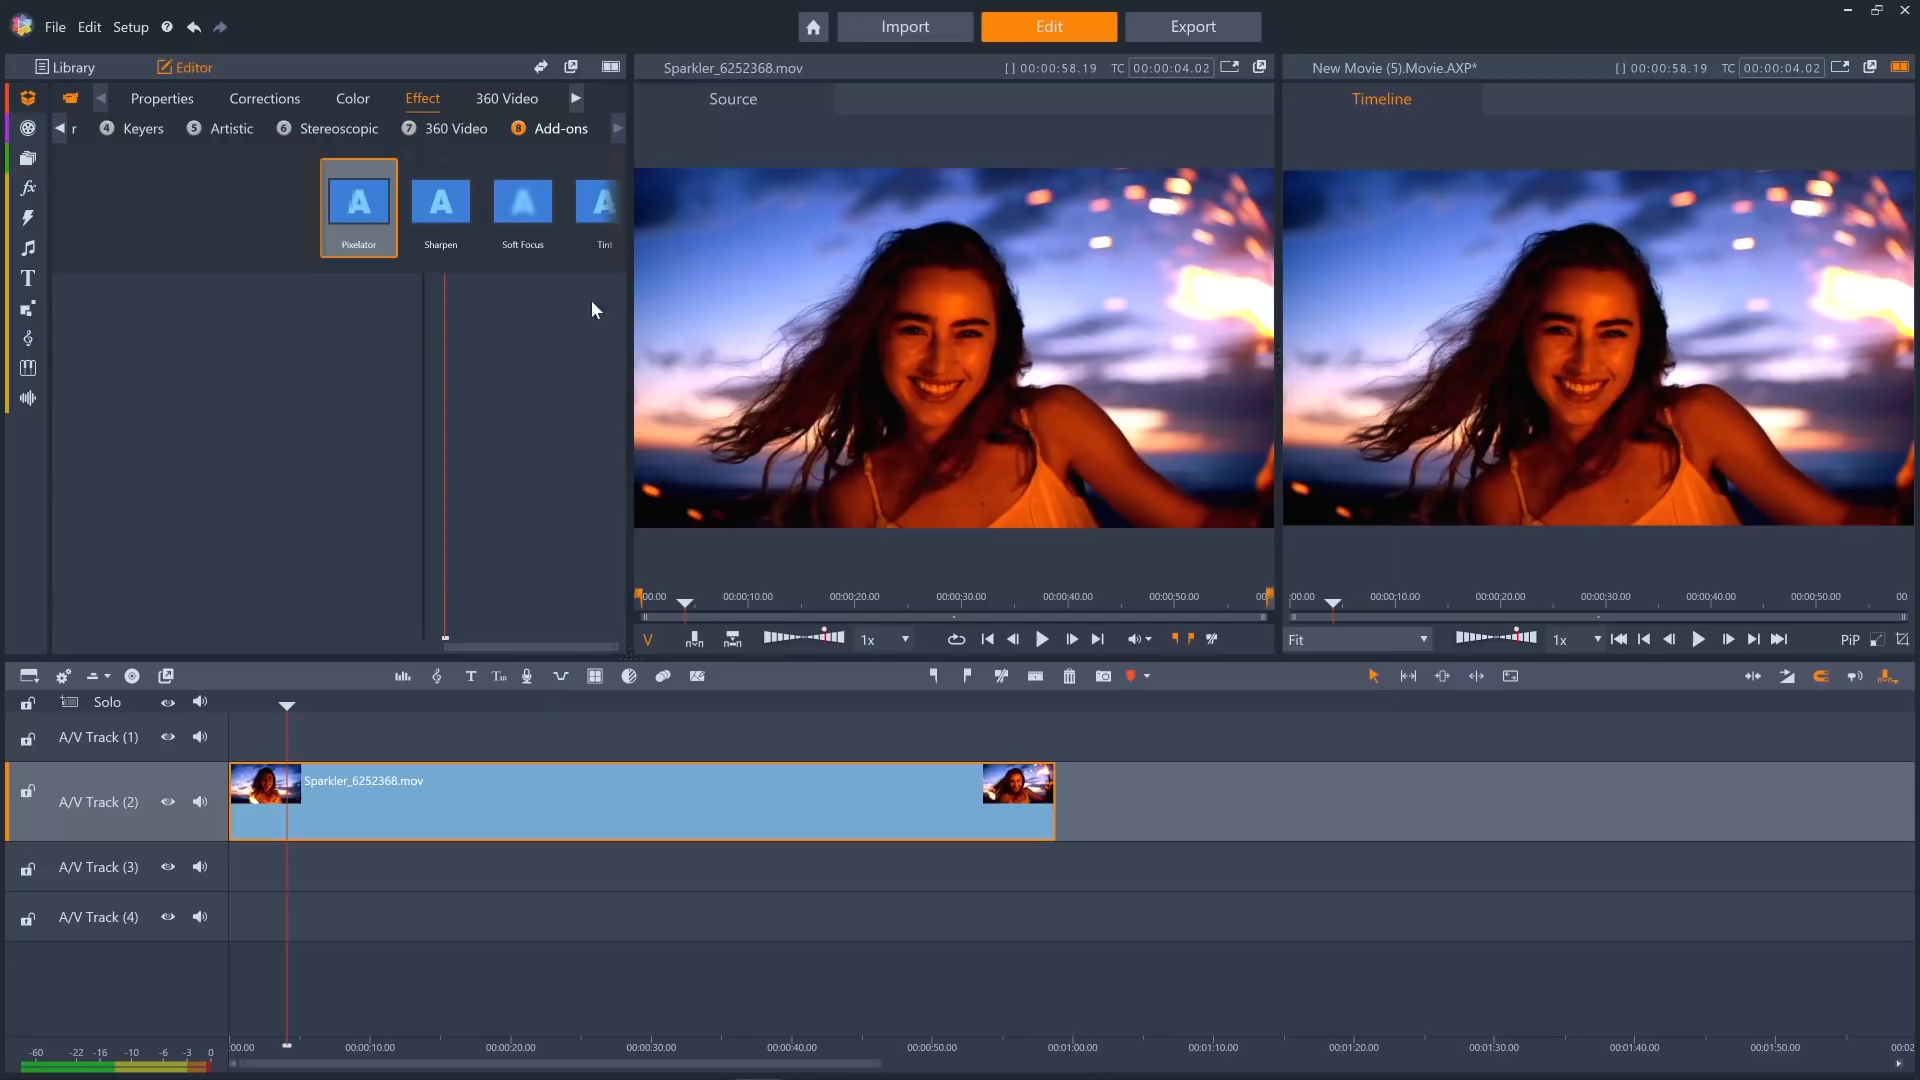 File Edit Setup ?
Import Edit Export
Library Editor
Sparkler_6252368.mov [ ] 00:00:58.19 TC 00:00:04.02
New Movie (5).Movie.AXP* [ ] 00:00:58.19 TC 00:00:04.02
Properties Corrections Color Effect 360 Video
Source
Timeline
r 4 Keyers 5 Artistic 6 Stereoscopic 7 360 Video 8 Add-ons
fx
T
A A A A
Pixelator Sharpen Soft Focus Tint
:00.00 00:00:10.00 00:00:20.00 00:00:30.00 00:00:40.00 00:00:50.00 00
:00.00 00:00:10.00 00:00:20.00 00:00:30.00 00:00:40.00 00:00:50.00 00
V 1x
Fit 1x PiP
T T3D
Solo
A/V Track (1)
Sparkler_6252368.mov
A/V Track (2)
A/V Track (3)
A/V Track (4)
:00.00 00:00:10.00 00:00:20.00 00:00:30.00 00:00:40.00 00:00:50.00 00:01:00.00 00:01:10.00 00:01:20.00 00:01:30.00 00:01:40.00 00:01:50.00 00:02
-60 -22 -16 -10 -6 -3 0